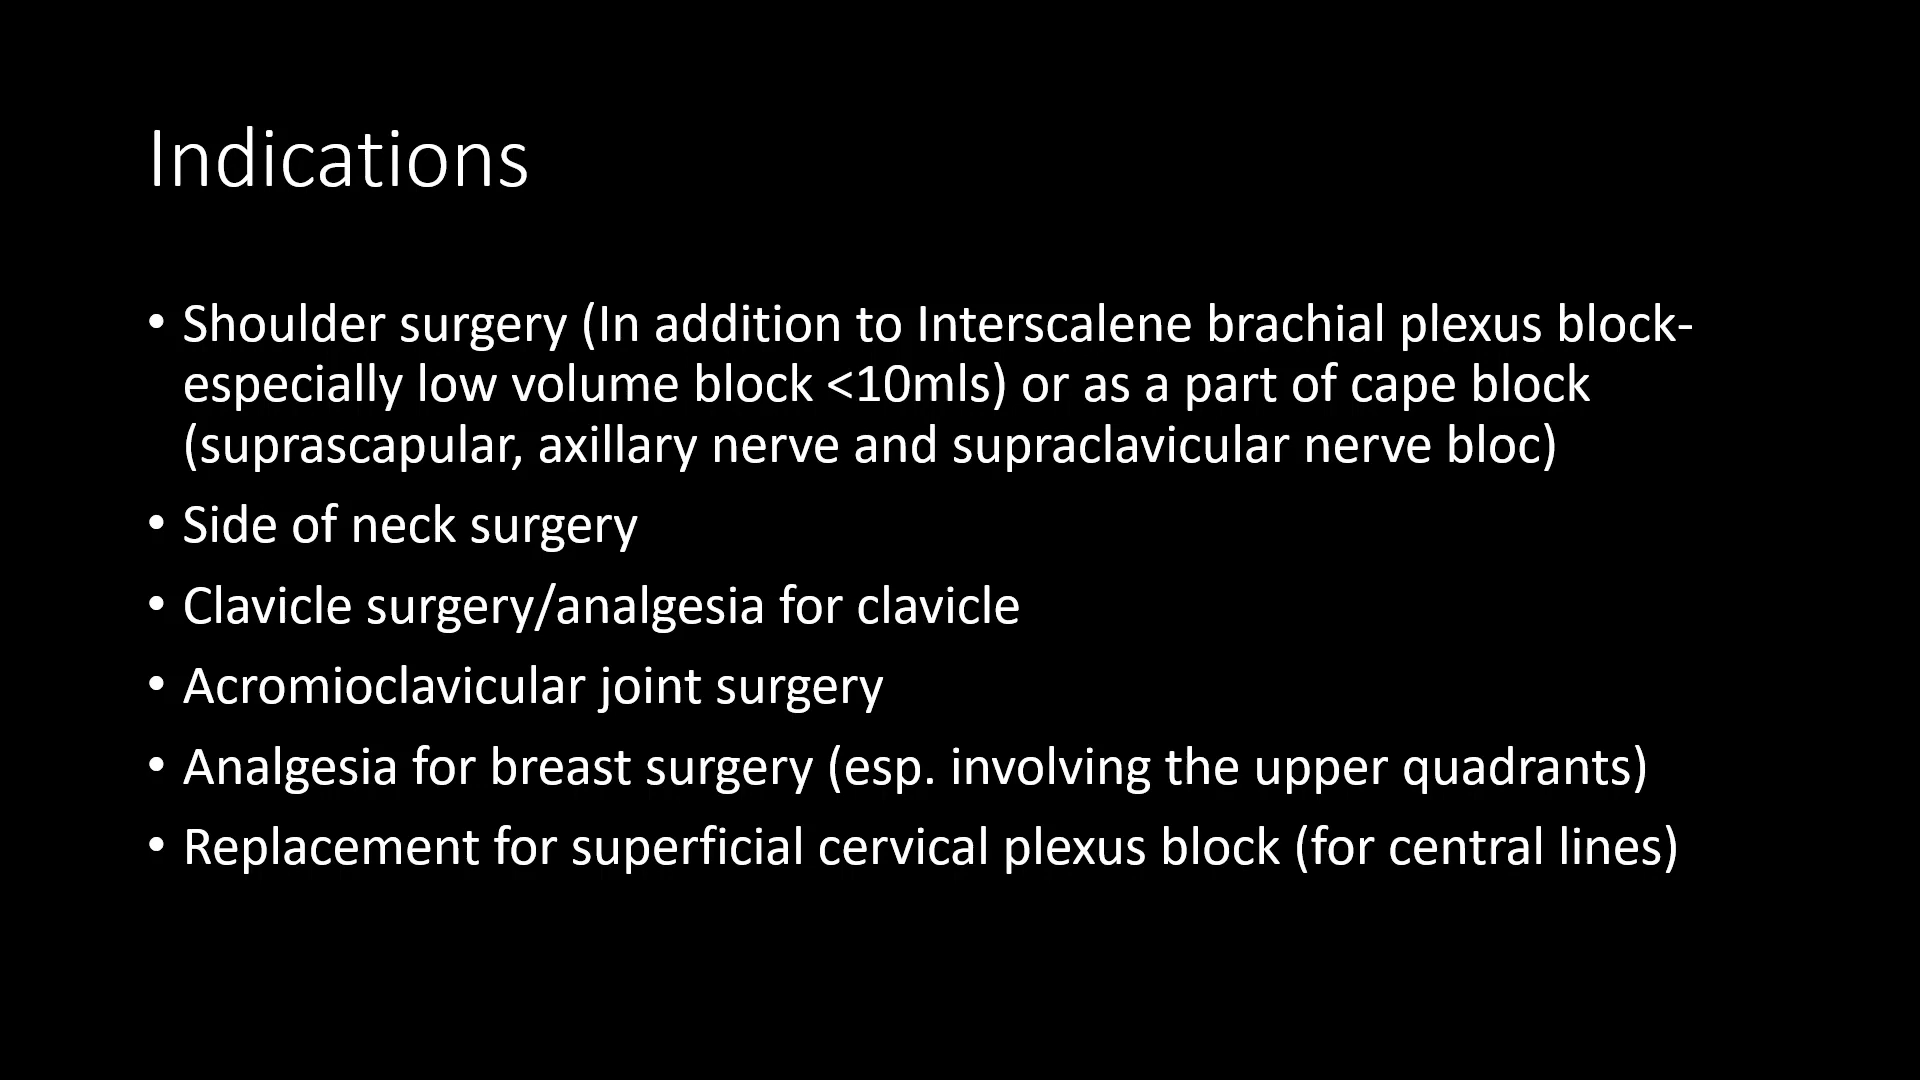 Indications
• Shoulder surgery (In addition to Interscalene brachial plexus block-
especially low volume block <10mls) or as a part of cape block
(suprascapular, axillary nerve and supraclavicular nerve bloc)
• Side of neck surgery
• Clavicle surgery/analgesia for clavicle
• Acromioclavicular joint surgery
• Analgesia for breast surgery (esp. involving the upper quadrants)
• Replacement for superficial cervical plexus block (for central lines)